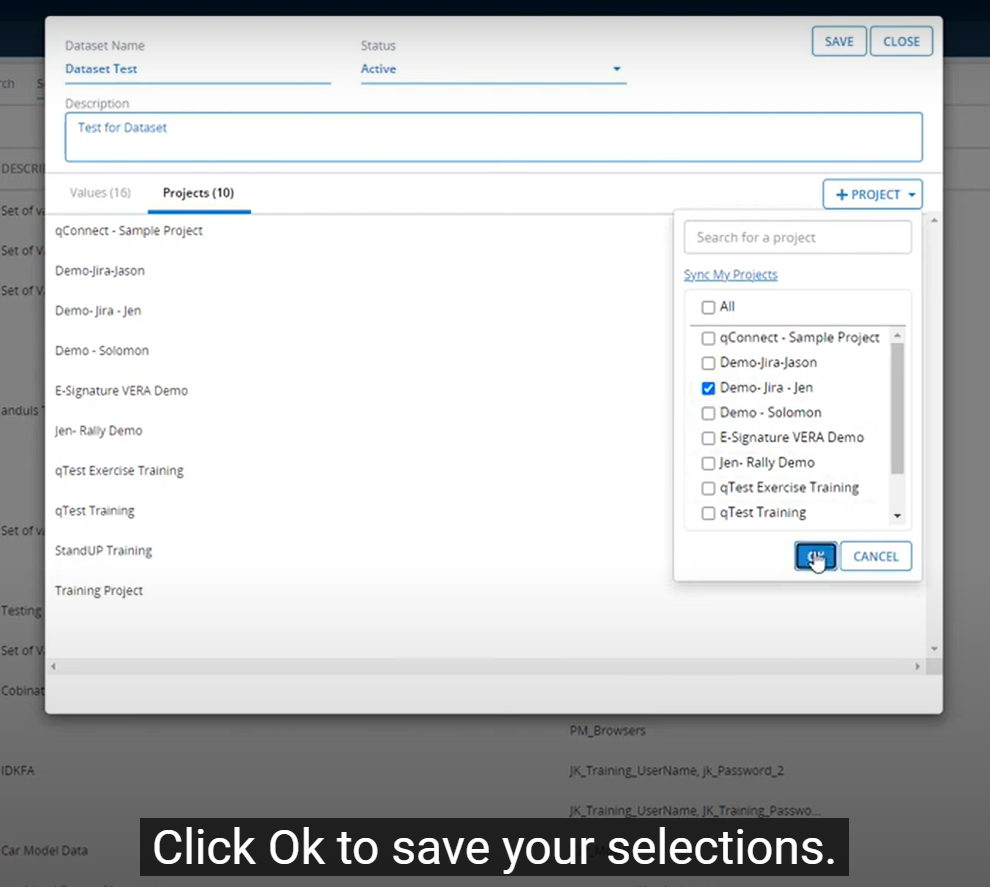 Dataset Name
Status
SAVE
CLOSE
Dataset Test
Active
Description
Test for Dataset
Values (16)
Projects (10)
+ PROJECT
qConnect - Sample Project
Demo-Jira-Jason
Demo- Jira - Jen
Demo - Solomon
E-Signature VERA Demo
Jen- Rally Demo
qTest Exercise Training
qTest Training
StandUP Training
Training Project
Search for a project
Sync My Projects
All
qConnect - Sample Project
Demo-Jira-Jason
Demo- Jira - Jen
Demo - Solomon
E-Signature VERA Demo
Jen- Rally Demo
qTest Exercise Training
qTest Training
CANCEL
rch
DESCRI
Set of va
Set of V
Set of V
anduls
Set of va
Testing
Set of V
Cobinat
PM_Browsers
IDKFA
JK_Training_UserName, jk_Password_2
JK_Training_UserName, JK_Training_Passwo...
Car Model Data
Click Ok to save your selections.